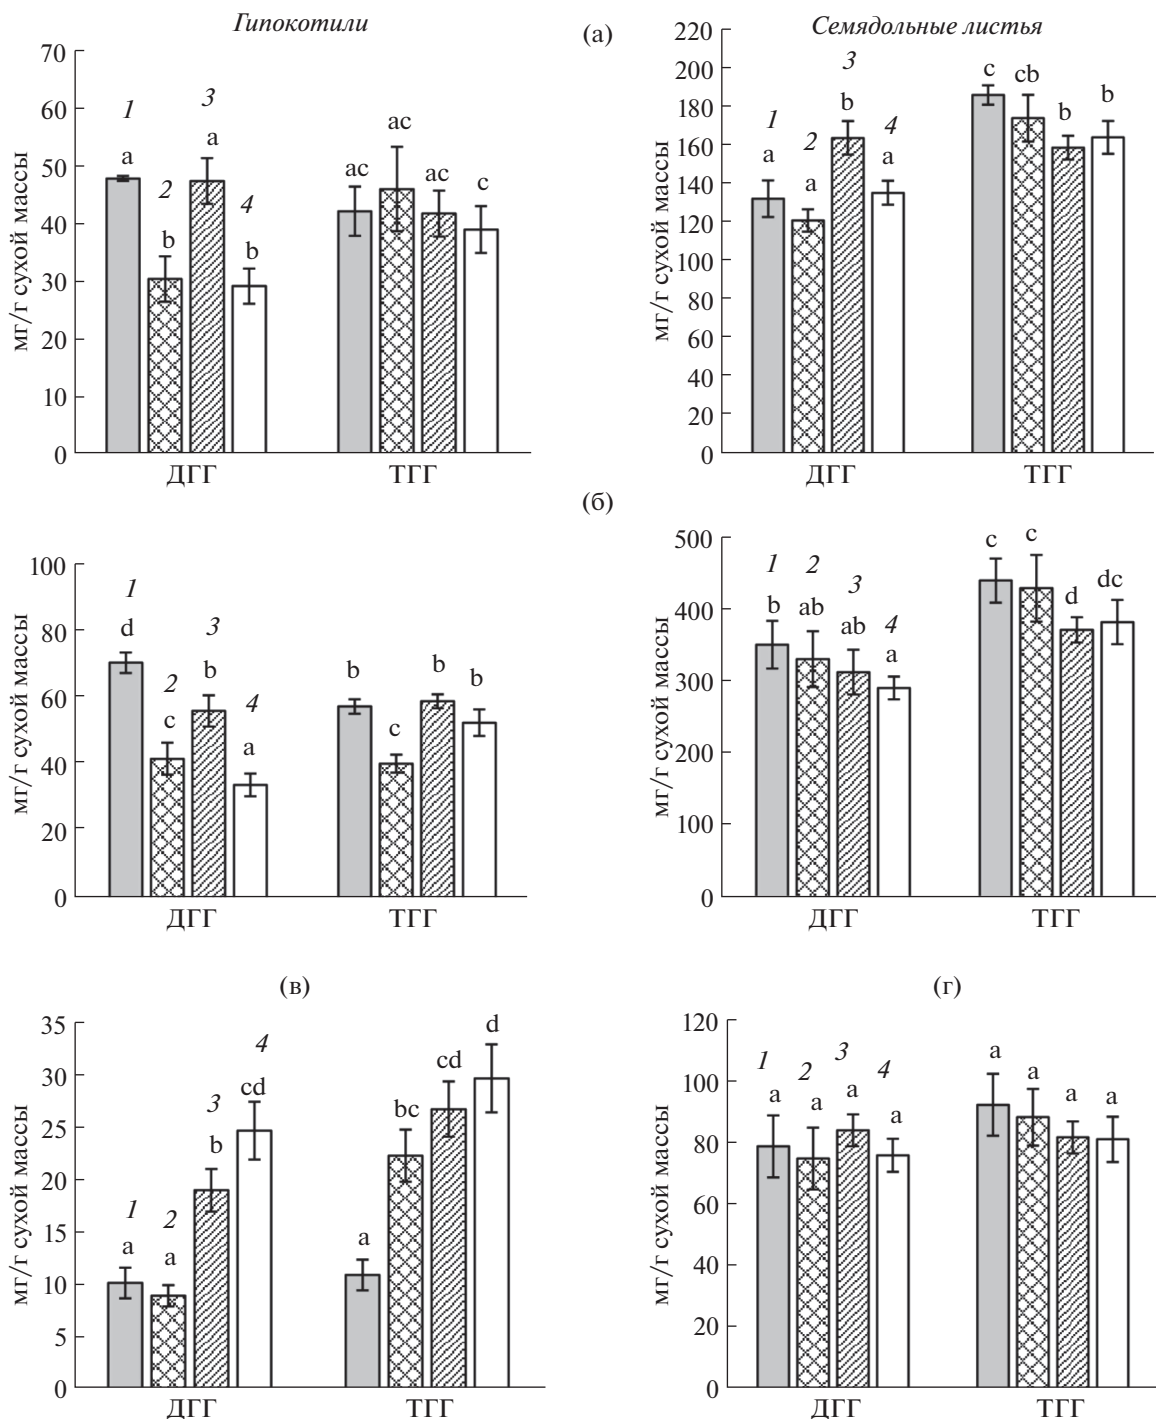 Гипокотили
(а)
Семядольные листья
мг/г сухой массы
70
60
50
40
30
20
10
0
1
a
2
b
3
a
4
b
ac
ac
ac
c
ДГГ
ТГГ
мг/г сухой массы
220
200
180
160
140
120
100
80
60
40
20
0
1
a
2
a
3
b
4
a
c
cb
b
b
ДГГ
ТГГ
(б)
мг/г сухой массы
100
80
60
40
20
0
1
d
2
c
3
b
4
a
b
c
b
b
ДГГ
ТГГ
мг/г сухой массы
500
400
300
200
100
0
1
b
2
ab
3
ab
4
a
c
c
d
dc
ДГГ
ТГГ
(в)
мг/г сухой массы
35
30
25
20
15
10
5
0
1
a
2
a
3
b
4
cd
a
bc
cd
d
ДГГ
ТГГ
(г)
мг/г сухой массы
120
100
80
60
40
20
0
1
a
2
a
3
a
4
a
a
a
a
a
ДГГ
ТГГ